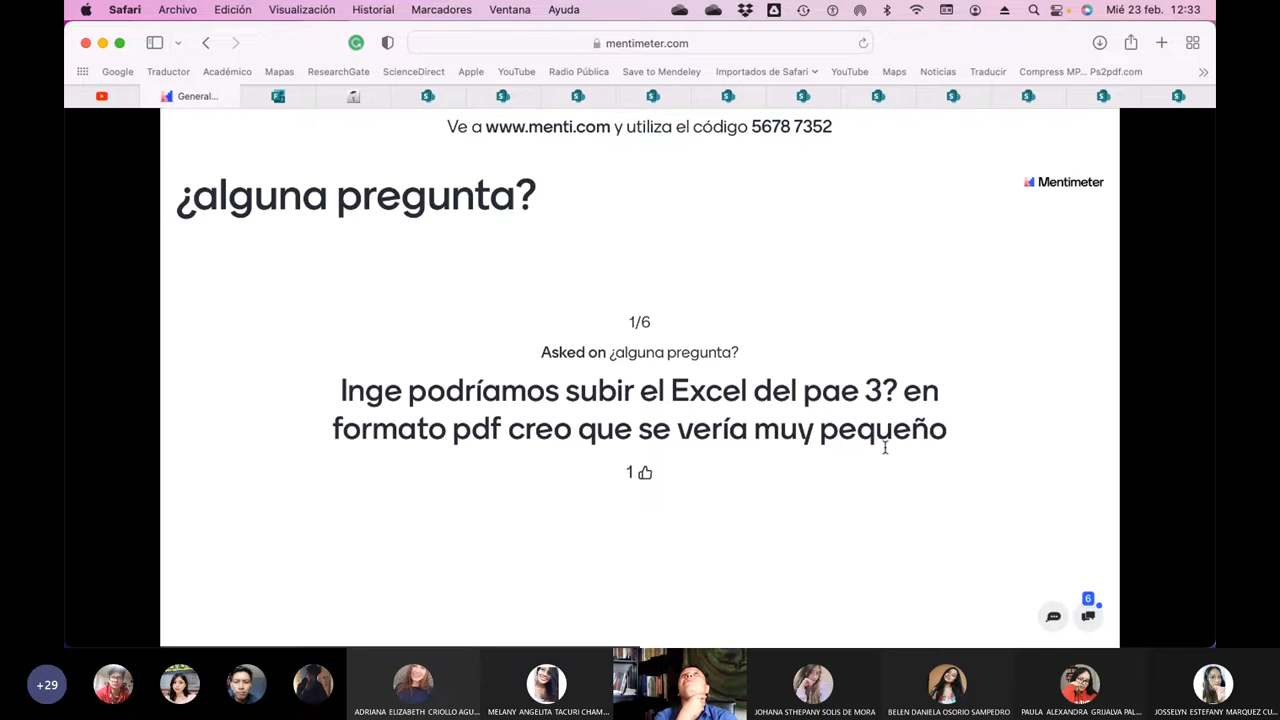 Safari Archivo Edición Visualización Historial Marcadores Ventana Ayuda Mié 23 feb. 12:33
mentimeter.com
Google Traductor Académico Mapas ResearchGate ScienceDirect Apple YouTube Radio Pública Save to Mendeley Importados de Safari YouTube Maps Noticias Traducir Compress MP... Ps2pdf.com
General...
Ve a www.menti.com y utiliza el código 5678 7352
¿alguna pregunta?
Mentimeter
1/6
Asked on ¿alguna pregunta?
Inge podríamos subir el Excel del pae 3? en
formato pdf creo que se vería muy pequeño
1
6
+29
ADRIANA ELIZABETH CRIOLLO AGU... MELANY ANGELITA TACURI CHAM... JOHANA STHEPANY SOLIS DE MORA BELEN DANIELA OSORIO SAMPEDRO PAULA ALEXANDRA GRIJALVA PAL... JOSSELYN ESTEFANY MARQUEZ CU...